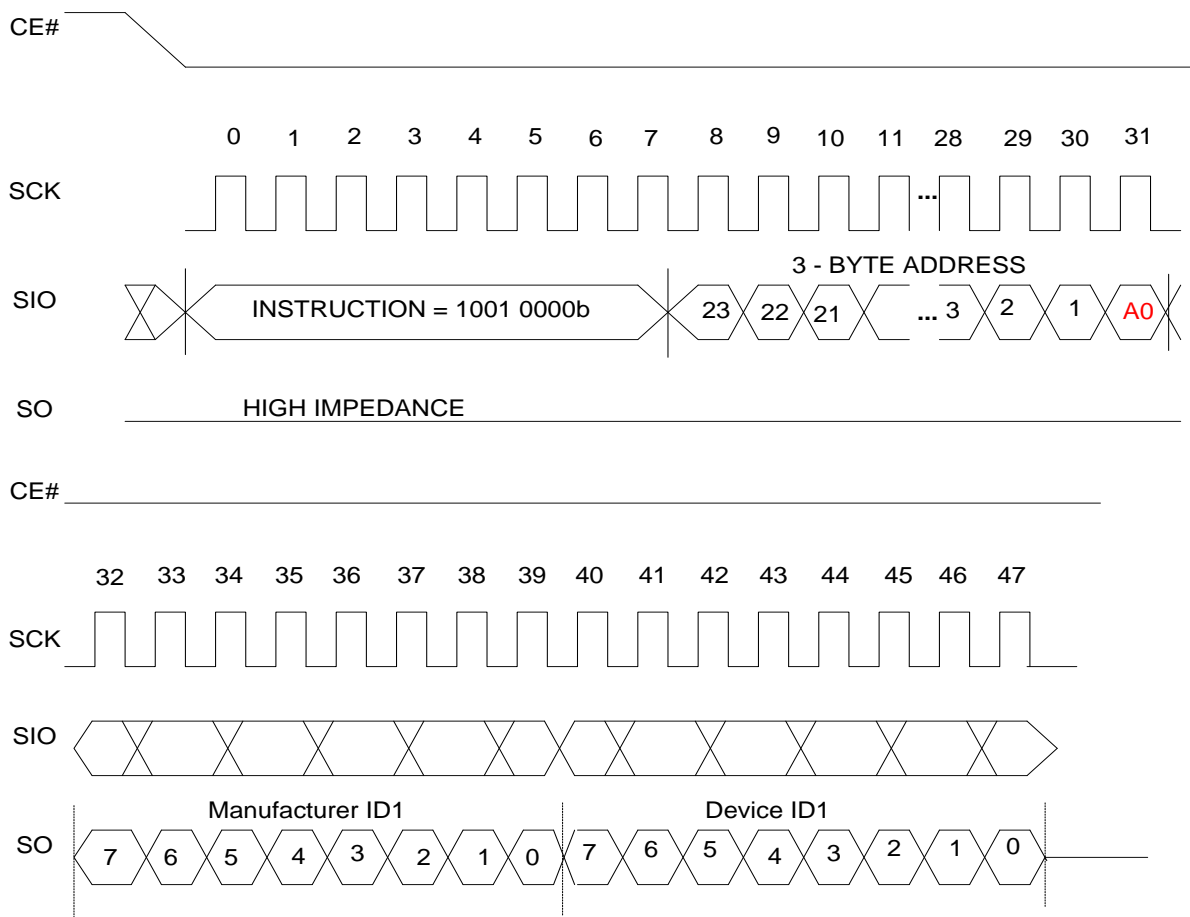 CE#
0 1 2 3 4 5 6 7 8 9 10 11 28 29 30 31
SCK ...
3 - BYTE ADDRESS
SIO INSTRUCTION = 1001 0000b 23 22 21 ... 3 2 1 A0
SO HIGH IMPEDANCE
CE#
32 33 34 35 36 37 38 39 40 41 42 43 44 45 46 47
SCK
SIO
Manufacturer ID1 Device ID1
SO 7 6 5 4 3 2 1 0 7 6 5 4 3 2 1 0